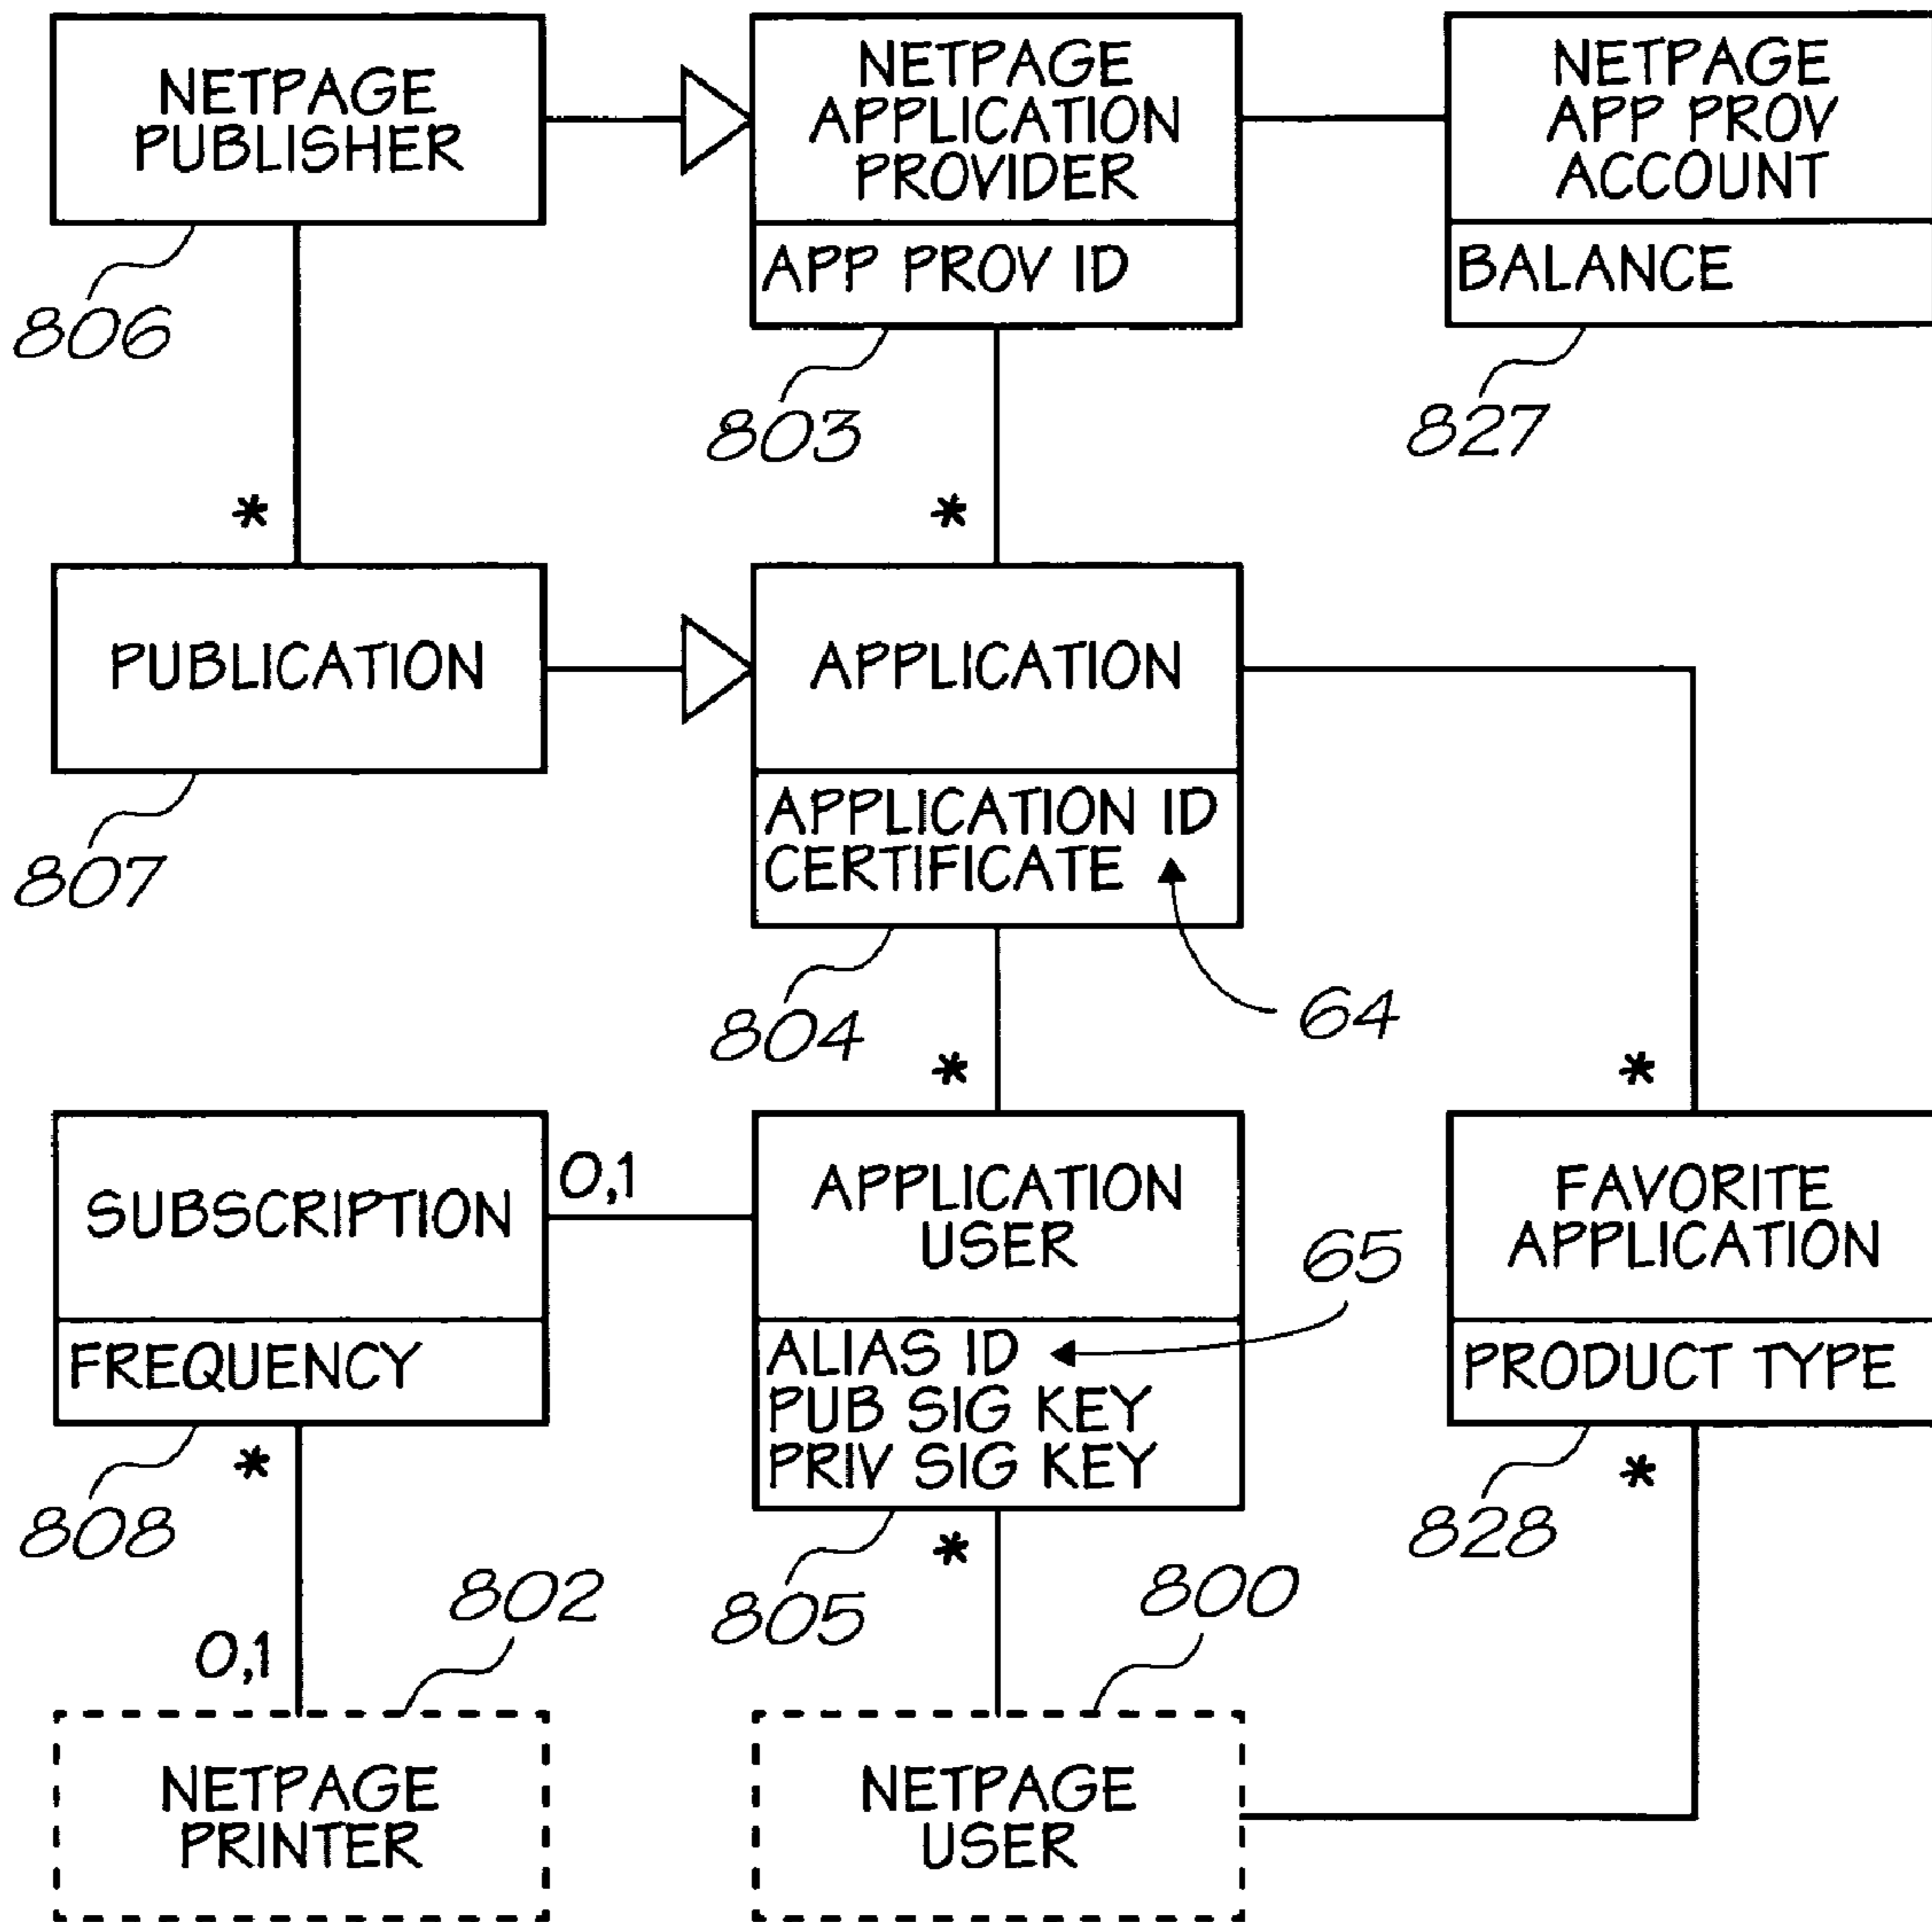 NETPAGE
PUBLISHER
NETPAGE
APPLICATION
PROVIDER
APP PROV ID
NETPAGE
APP PROV
ACCOUNT
BALANCE
806
803
827
*
*
PUBLICATION
APPLICATION
APPLICATION ID
CERTIFICATE
807
804
64
*
*
SUBSCRIPTION
FREQUENCY
0,1
APPLICATION
USER
ALIAS ID
PUB SIG KEY
PRIV SIG KEY
65
FAVORITE
APPLICATION
PRODUCT TYPE
808
*
805
*
828
*
802
800
0,1
NETPAGE
PRINTER
NETPAGE
USER